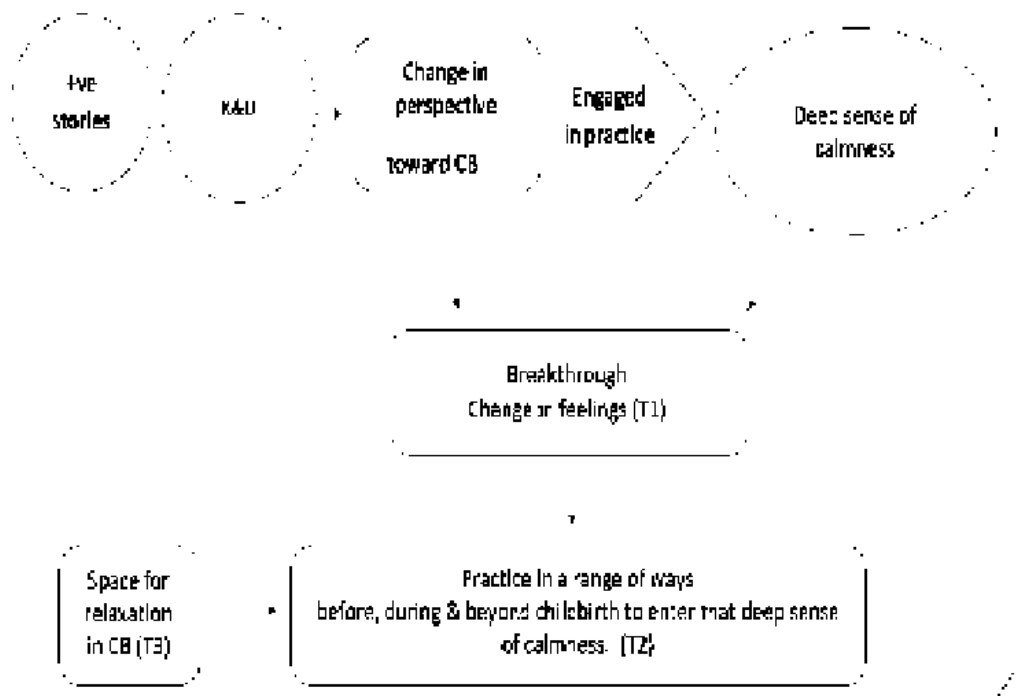 +ve
stories
K&U
Change in
perspective
toward CB
Engaged
in practice
Deep sense of
calmness
Breakthrough
Change in feelings (T1)
Practice in a range of ways
before, during & beyond childbirth to enter that deep sense
of calmness. (T2)
Space for
relaxation
in CB (T3)